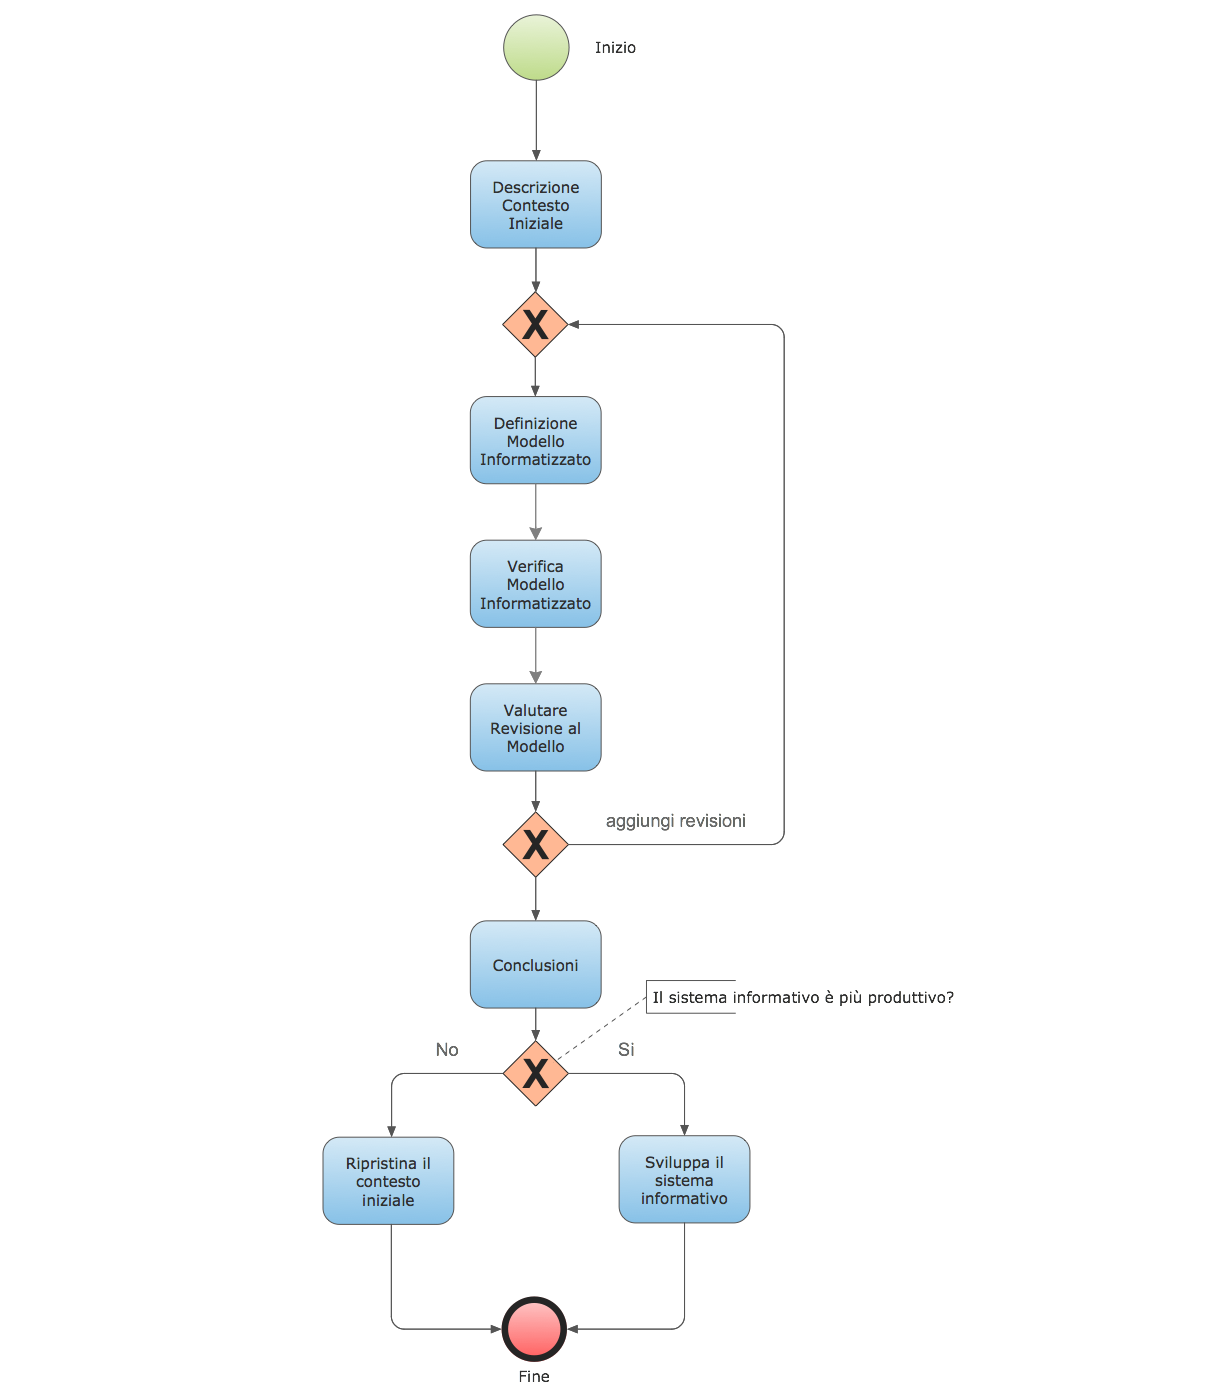 Inizio
Descrizione
Contesto
Iniziale
X
Definizione
Modello
Informatizzato
Verifica
Modello
Informatizzato
Valutare
Revisione al
Modello
aggiungi revisioni
X
Conclusioni
Il sistema informativo è più produttivo?
No
Si
X
Ripristina il
contesto
iniziale
Sviluppa il
sistema
informativo
Fine